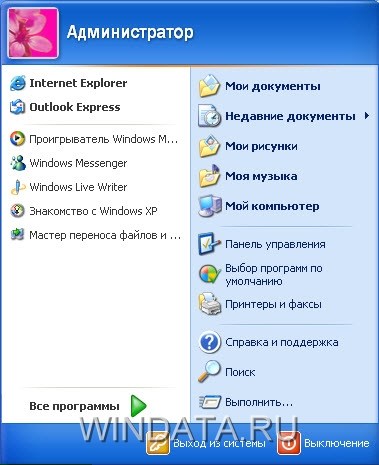 Администратор
Internet Explorer
Outlook Express
Проигрыватель Windows M...
Windows Messenger
Windows Live Writer
Знакомство с Windows XP
Мастер переноса файлов и ...
Все программы
Мои документы
Недавние документы
Мои рисунки
Моя музыка
Мой компьютер
Панель управления
Выбор программ по
умолчанию
Принтеры и факсы
Справка и поддержка
Поиск
Выполнить...
WINDATA.RU
Выход из системы
Выключение